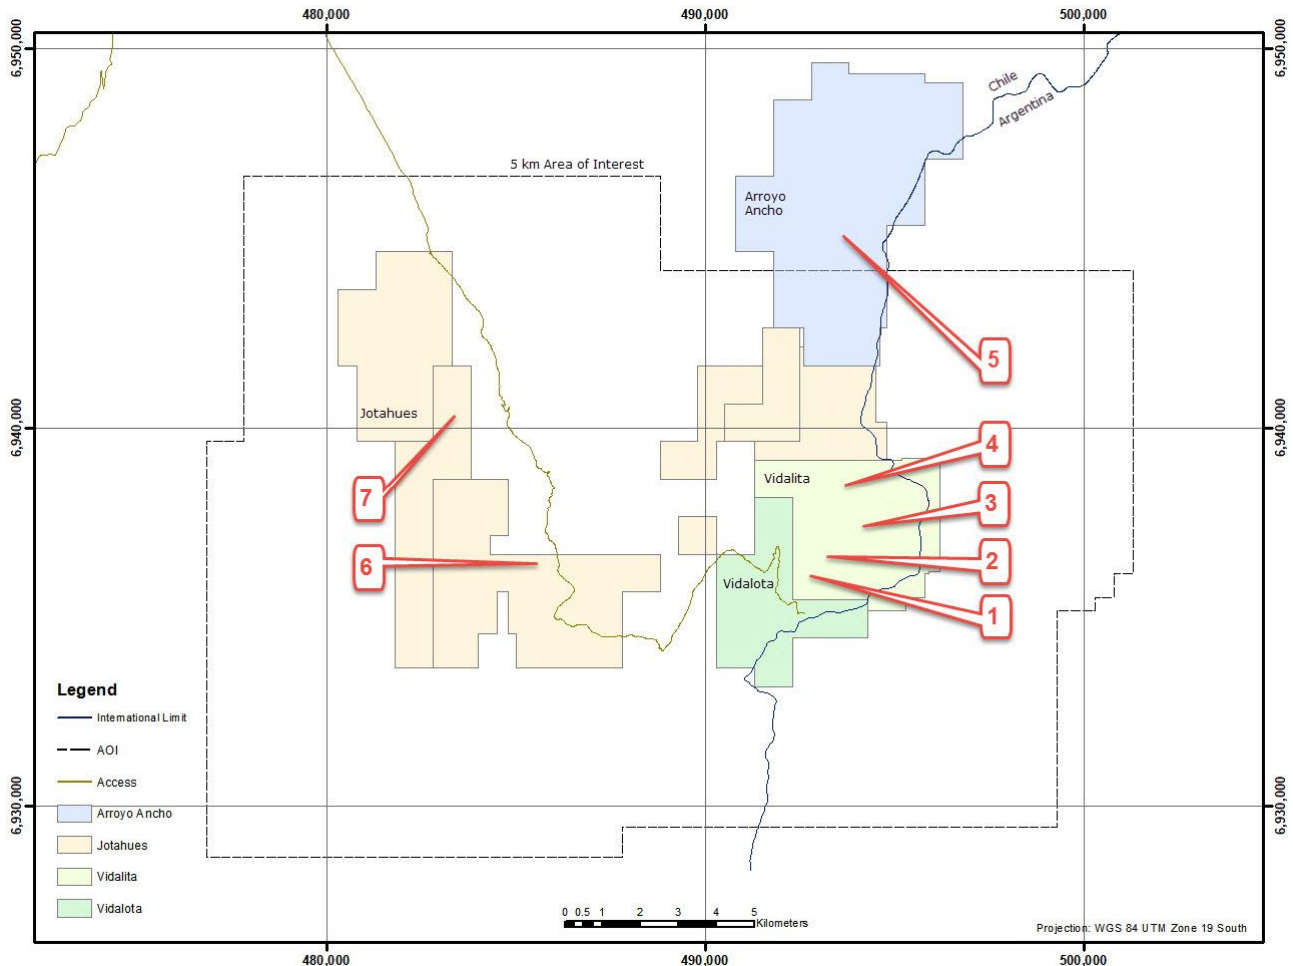 480,000
490,000
500,000
6,950,000
6,950,000
Chile
Argentina
5 km Area of Interest
Arroyo
Ancho
5
Jotahues
6,940,000
6,940,000
4
Vidalita
7
3
6
2
Vidalota
1
Legend
International Limit
AOI
Access
6,930,000
6,930,000
Arroyo Ancho
Jotahues
Vidalita
Vidalota
0 0.5 1 2 3 4 5
Kilometers
Projection: WGS 84 UTM Zone 19 South
480,000
490,000
500,000